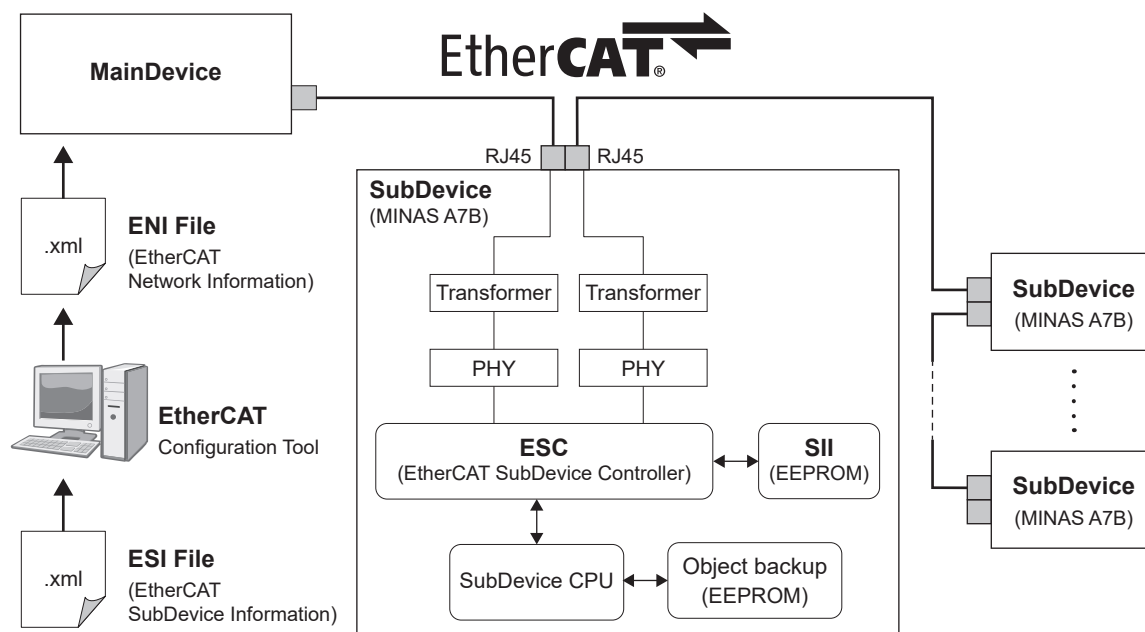 MainDevice
EtherCAT®
RJ45
RJ45
SubDevice
(MINAS A7B)
.xml
ENI File
(EtherCAT
Network Information)
Transformer
Transformer
SubDevice
(MINAS A7B)
PHY
PHY
EtherCAT
Configuration Tool
ESC
(EtherCAT SubDevice Controller)
SII
(EEPROM)
SubDevice
(MINAS A7B)
.xml
ESI File
(EtherCAT
SubDevice Information)
SubDevice CPU
Object backup
(EEPROM)